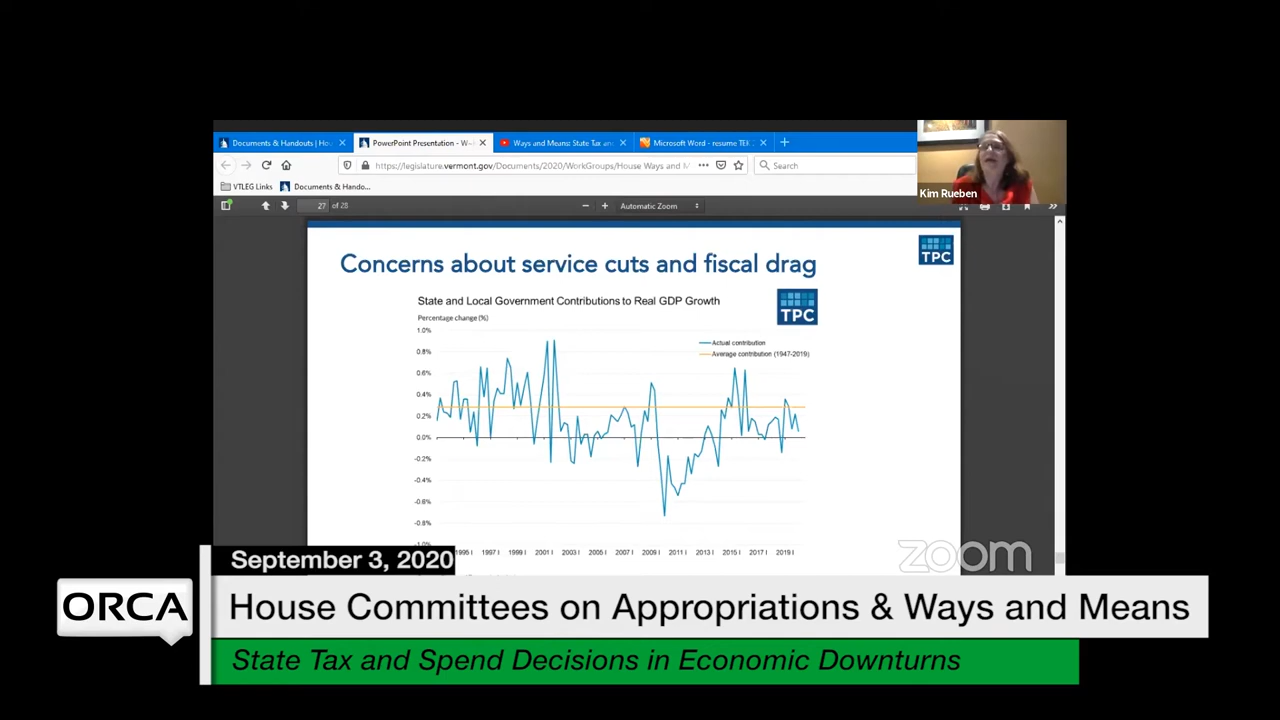 Documents & Handouts | Ho
PowerPoint Presentation - W
Ways and Means: State Tax an
Microsoft Word - resume TE
https://legislature.vermont.gov/Documents/2020/WorkGroups/House Ways and M
Search
VTLEG Links
Documents & Hando...
Kim Rueben
27 of 28
Automatic Zoom
Concerns about service cuts and fiscal drag
TPC
State and Local Government Contributions to Real GDP Growth
TPC
Percentage change (%)
Actual contribution
Average contribution (1947-2019)
1.0%
0.8%
0.6%
0.4%
0.2%
0.0%
-0.2%
-0.4%
-0.6%
-0.8%
-1.0%
1995 I 1997 I 1999 I 2001 I 2003 I 2005 I 2007 I 2009 I 2011 I 2013 I 2015 I 2017 I 2019 I
zoom
September 3, 2020
ORCA
House Committees on Appropriations & Ways and Means
State Tax and Spend Decisions in Economic Downturns